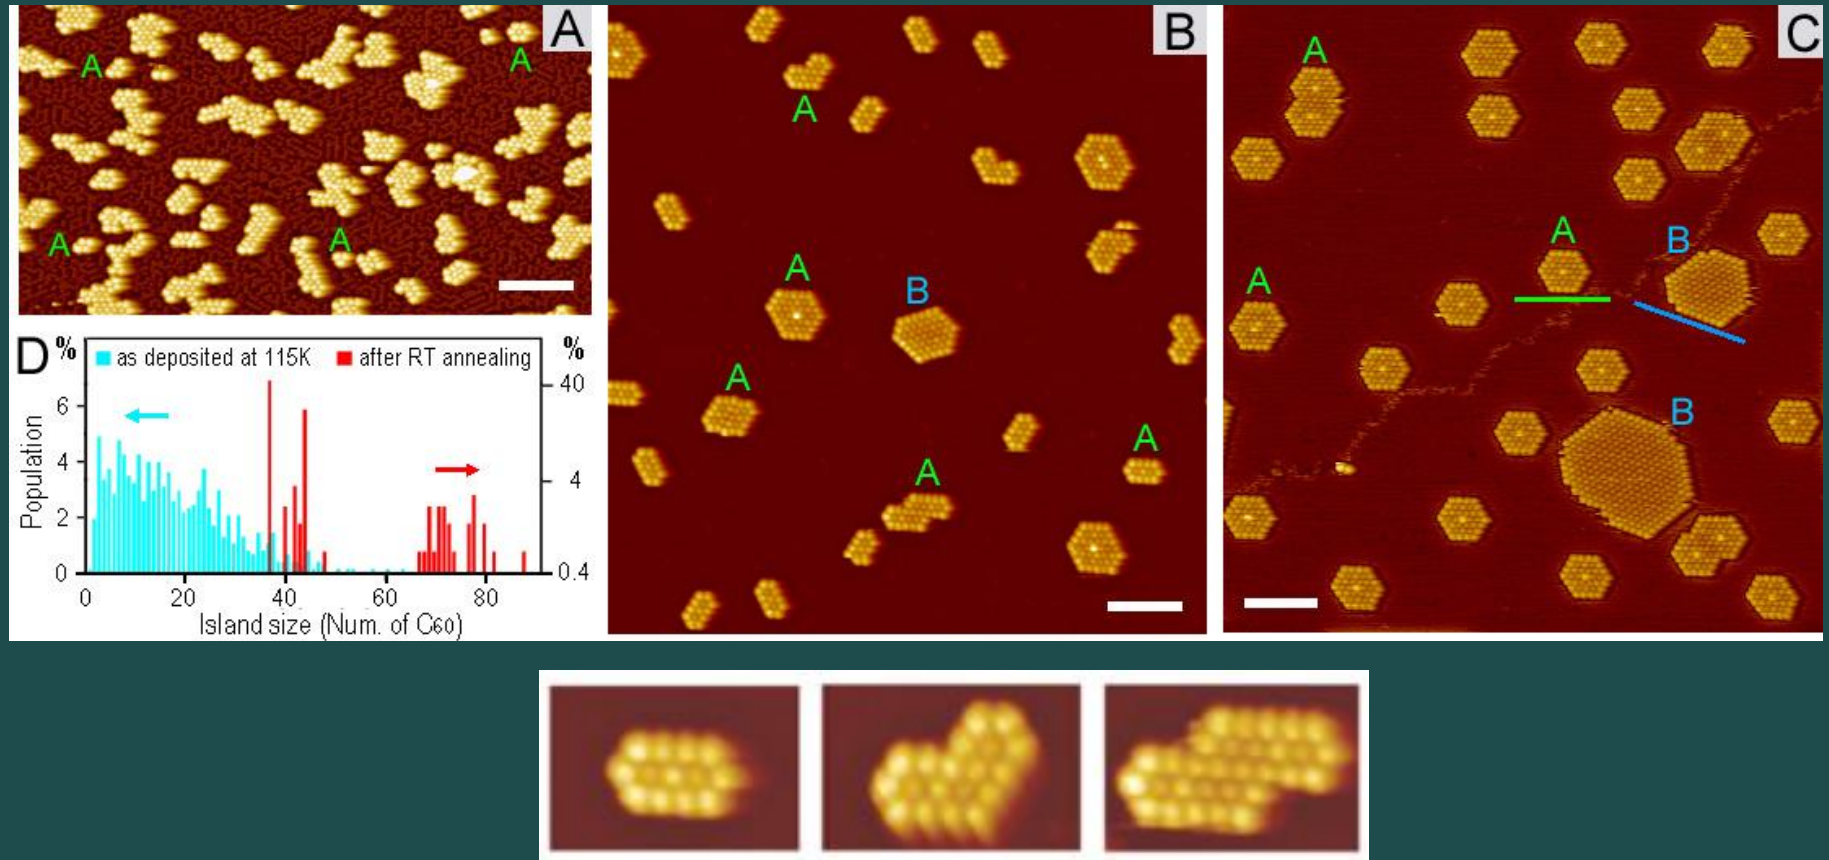 A
A
A
A
A
B
A
A
B
A
A
A
C
A
A
B
A
B
D
% %
as deposited at 115K after RT annealing
40
6
4
4
2
0
0.4
Population
0 20 40 60 80
Island size (Num. of C60)